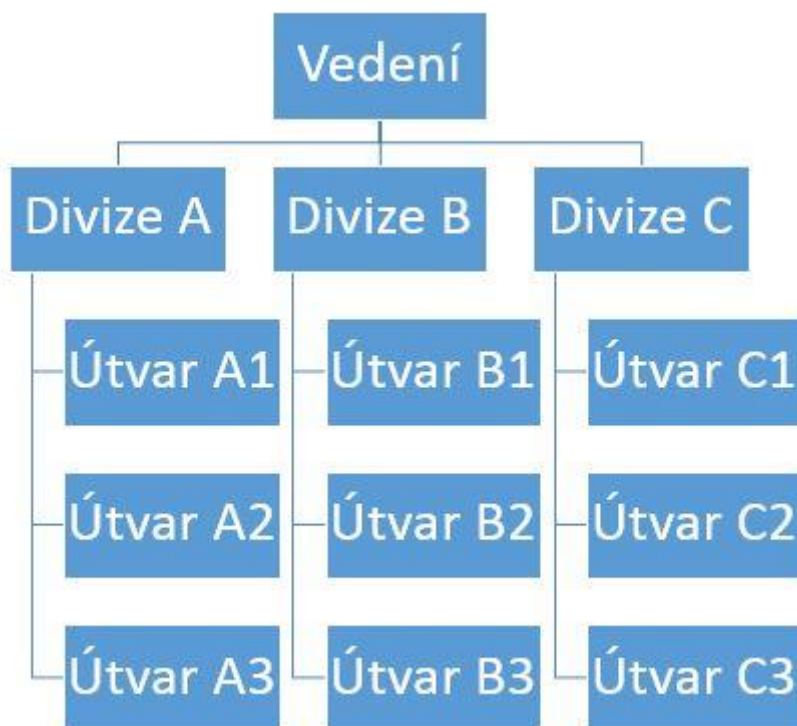 Vedení
Divize A
Divize B
Divize C
Útvar A1
Útvar B1
Útvar C1
Útvar A2
Útvar B2
Útvar C2
Útvar A3
Útvar B3
Útvar C3